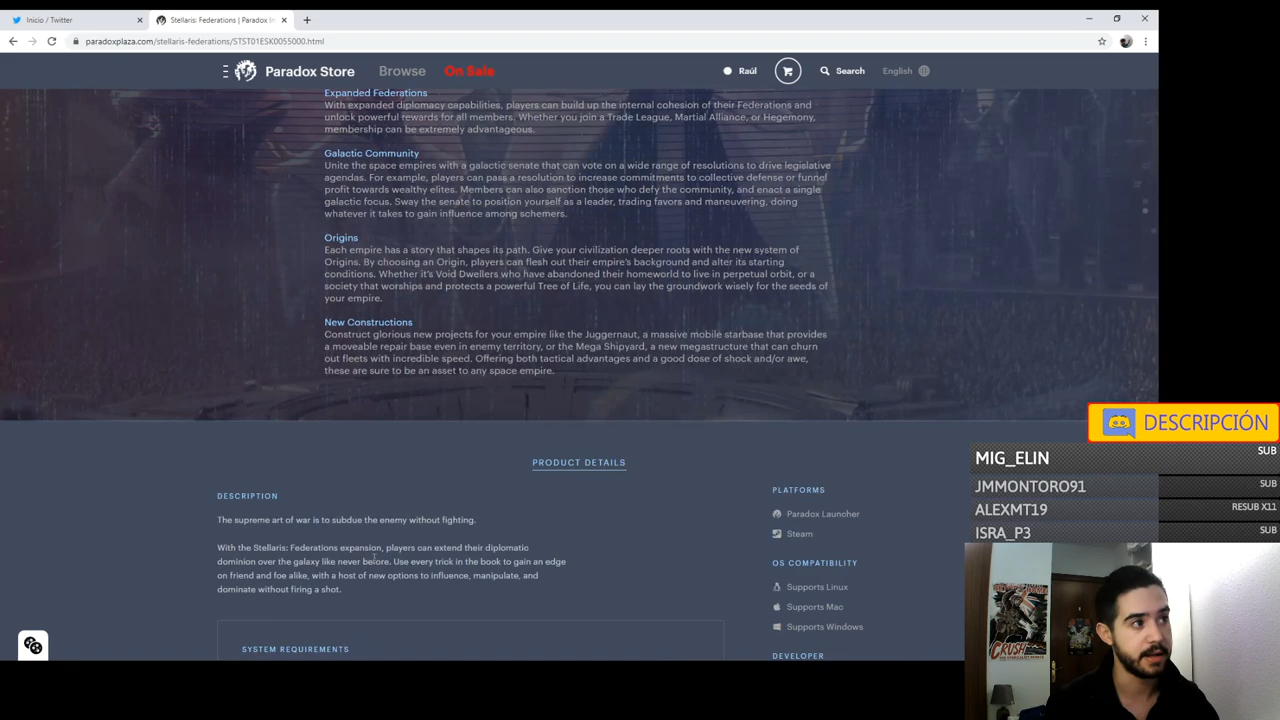 Inicio / Twitter
Stellaris: Federations | Paradox In
paradoxplaza.com/stellaris-federations/STST01ESK0055000.html
Paradox Store
Browse
On Sale
Raúl
Search
English
Expanded Federations
With expanded diplomacy capabilities, players can build up the internal cohesion of their Federations and
unlock powerful rewards for all members. Whether you join a Trade League, Martial Alliance, or Hegemony,
membership can be extremely advantageous.
Galactic Community
Unite the space empires with a galactic senate that can vote on a wide range of resolutions to drive legislative
agendas. For example, players can pass a resolution to increase commitments to collective defense or funnel
profit towards wealthy elites. Members can also sanction those who defy the community, and enact a single
galactic focus. Sway the senate to position yourself as a leader, trading favors and maneuvering, doing
whatever it takes to gain influence among schemers.
Origins
Each empire has a story that shapes its path. Give your civilization deeper roots with the new system of
Origins. By choosing an Origin, players can flesh out their empire's background and alter its starting
conditions. Whether it's Void Dwellers who have abandoned their homeworld to live in perpetual orbit, or a
society that worships and protects a powerful Tree of Life, you can lay the groundwork wisely for the seeds of
your empire.
New Constructions
Construct glorious new projects for your empire like the Juggernaut, a massive mobile starbase that provides
a moveable repair base even in enemy territory, or the Mega Shipyard, a new megastructure that can churn
out fleets with incredible speed. Offering both tactical advantages and a good dose of shock and/or awe,
these are sure to be an asset to any space empire.
PRODUCT DETAILS
DESCRIPTION
The supreme art of war is to subdue the enemy without fighting.
With the Stellaris: Federations expansion, players can extend their diplomatic
dominion over the galaxy like never before. Use every trick in the book to gain an edge
on friend and foe alike, with a host of new options to influence, manipulate, and
dominate without firing a shot.
SYSTEM REQUIREMENTS
PLATFORMS
Paradox Launcher
Steam
OS COMPATIBILITY
Supports Linux
Supports Mac
Supports Windows
DEVELOPER
DESCRIPCIÓN
MIG_ELIN SUB
JMMONTORO91 SUB
ALEXMT19 RESUB X11
ISRA_P3 SUB
CRUSH